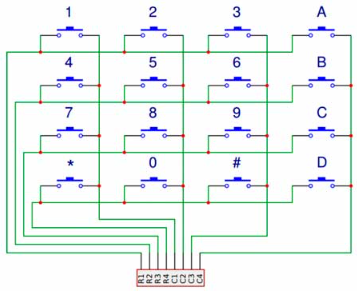 1 2 3 A
4 5 6 B
7 8 9 C
* 0 # D
R1 R2 R3 R4 C1 C2 C3 C4